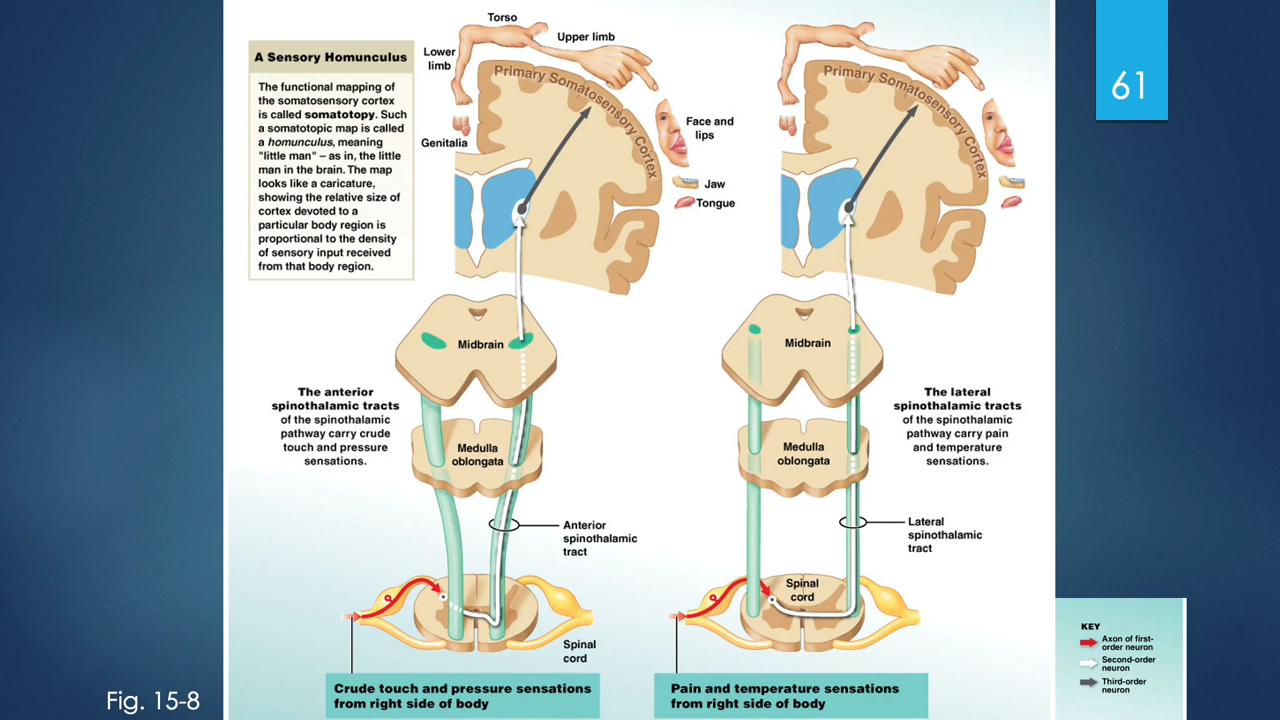 A Sensory Homunculus
The functional mapping of
the somatosensory cortex
is called somatotopy. Such
a somatotopic map is called
a homunculus, meaning
"little man" – as in, the little
man in the brain. The map
looks like a caricature,
showing the relative size of
cortex devoted to a
particular body region is
proportional to the density
of sensory input received
from that body region.
Torso
Upper limb
Lower
limb
Genitalia
Primary Somatosensory Cortex
Face and
lips
Jaw
Tongue
Primary Somatosensory Cortex
61
Midbrain
Midbrain
The anterior
spinothalamic tracts
of the spinothalamic
pathway carry crude
touch and pressure
sensations.
Medulla
oblongata
Medulla
oblongata
The lateral
spinothalamic tracts
of the spinothalamic
pathway carry pain
and temperature
sensations.
Anterior
spinothalamic
tract
Lateral
spinothalamic
tract
Spinal
cord
Spinal
cord
Crude touch and pressure sensations
from right side of body
Pain and temperature sensations
from right side of body
KEY
Axon of first-
order neuron
Second-order
neuron
Third-order
neuron
Fig. 15-8